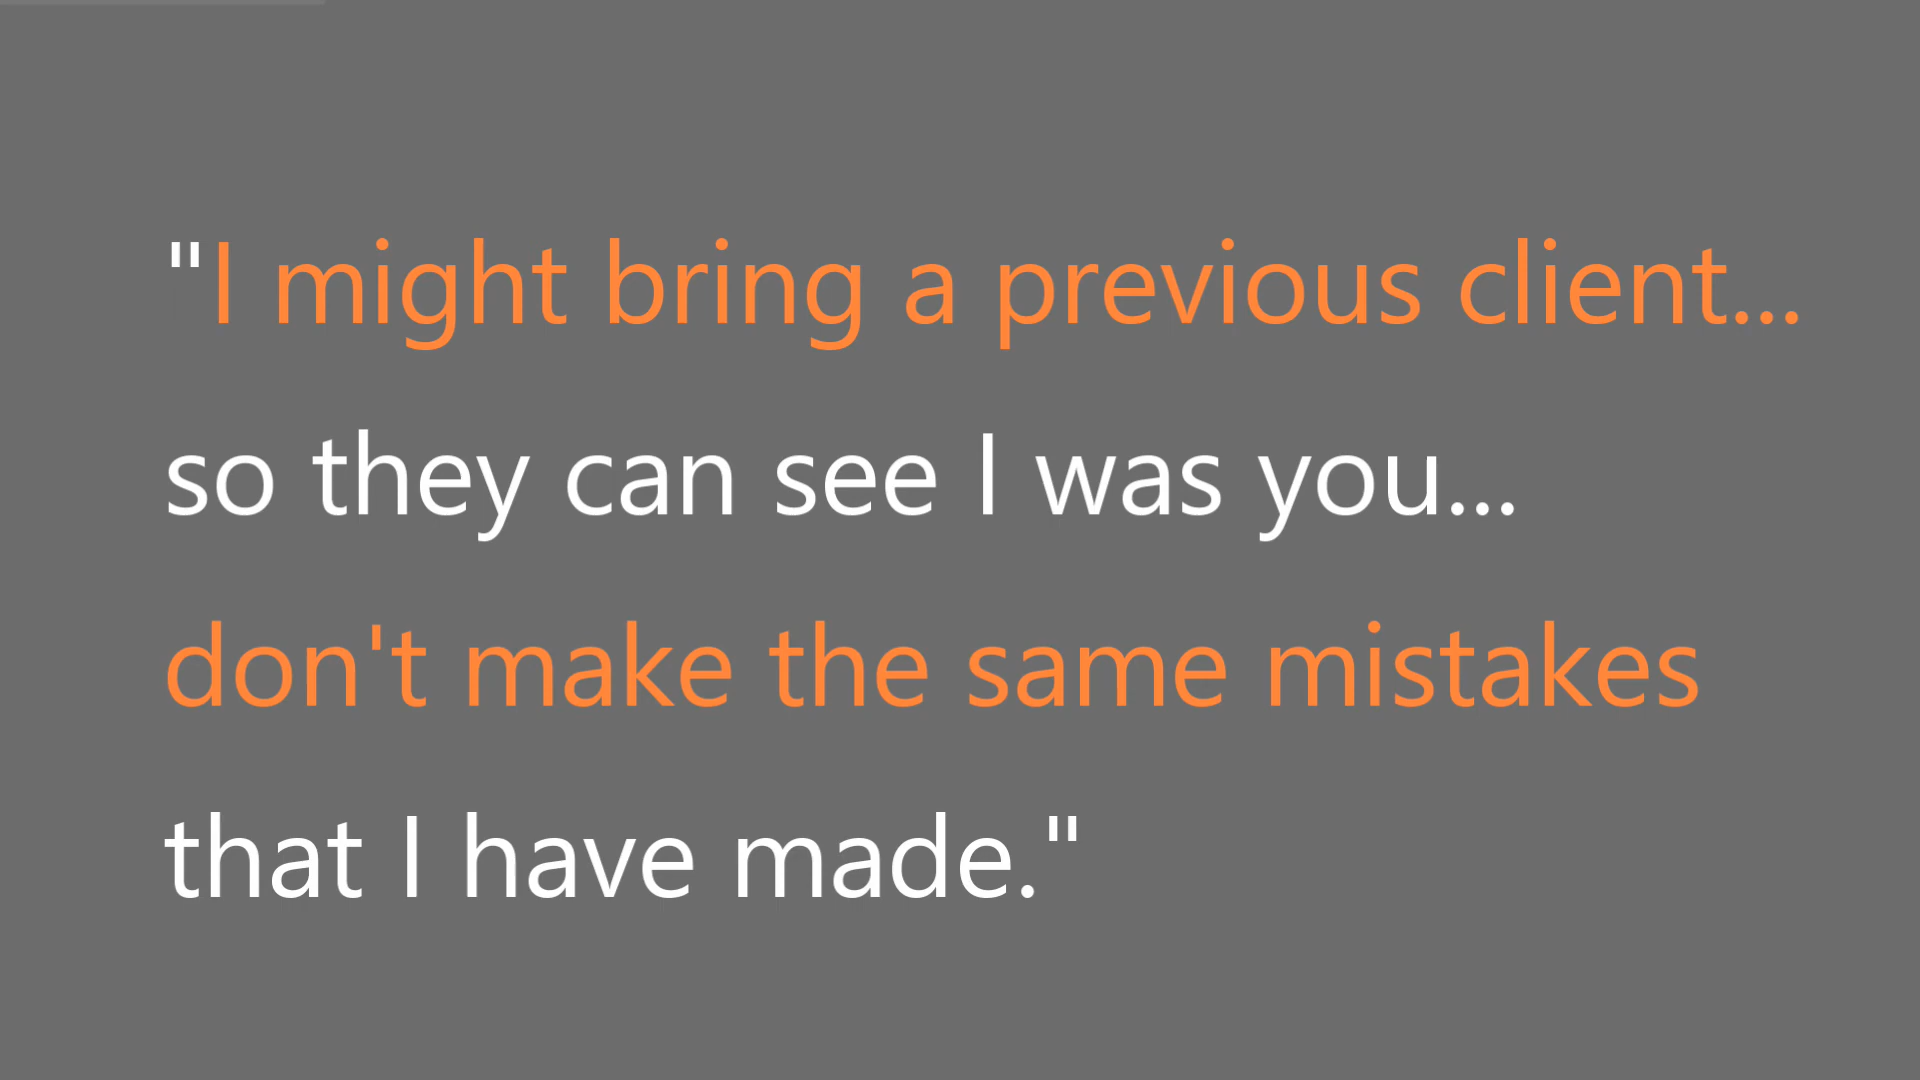 "I might bring a previous client...
so they can see I was you...
don't make the same mistakes
that I have made."